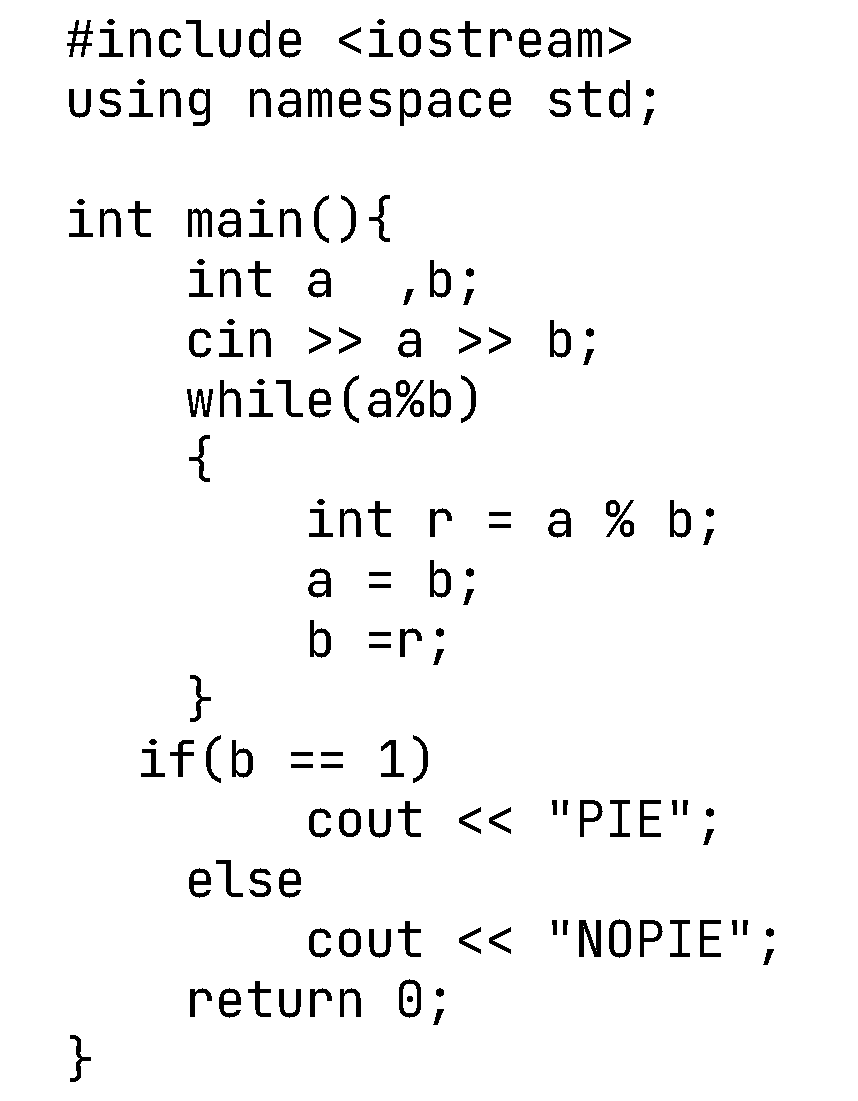 #include <iostream>
using namespace std;

int main(){
    int a  ,b;
    cin >> a >> b;
    while(a%b)
    {
        int r = a % b;
        a = b;
        b =r;
    }
  if(b == 1)
        cout << "PIE";
    else
        cout << "NOPIE";
    return 0;
}